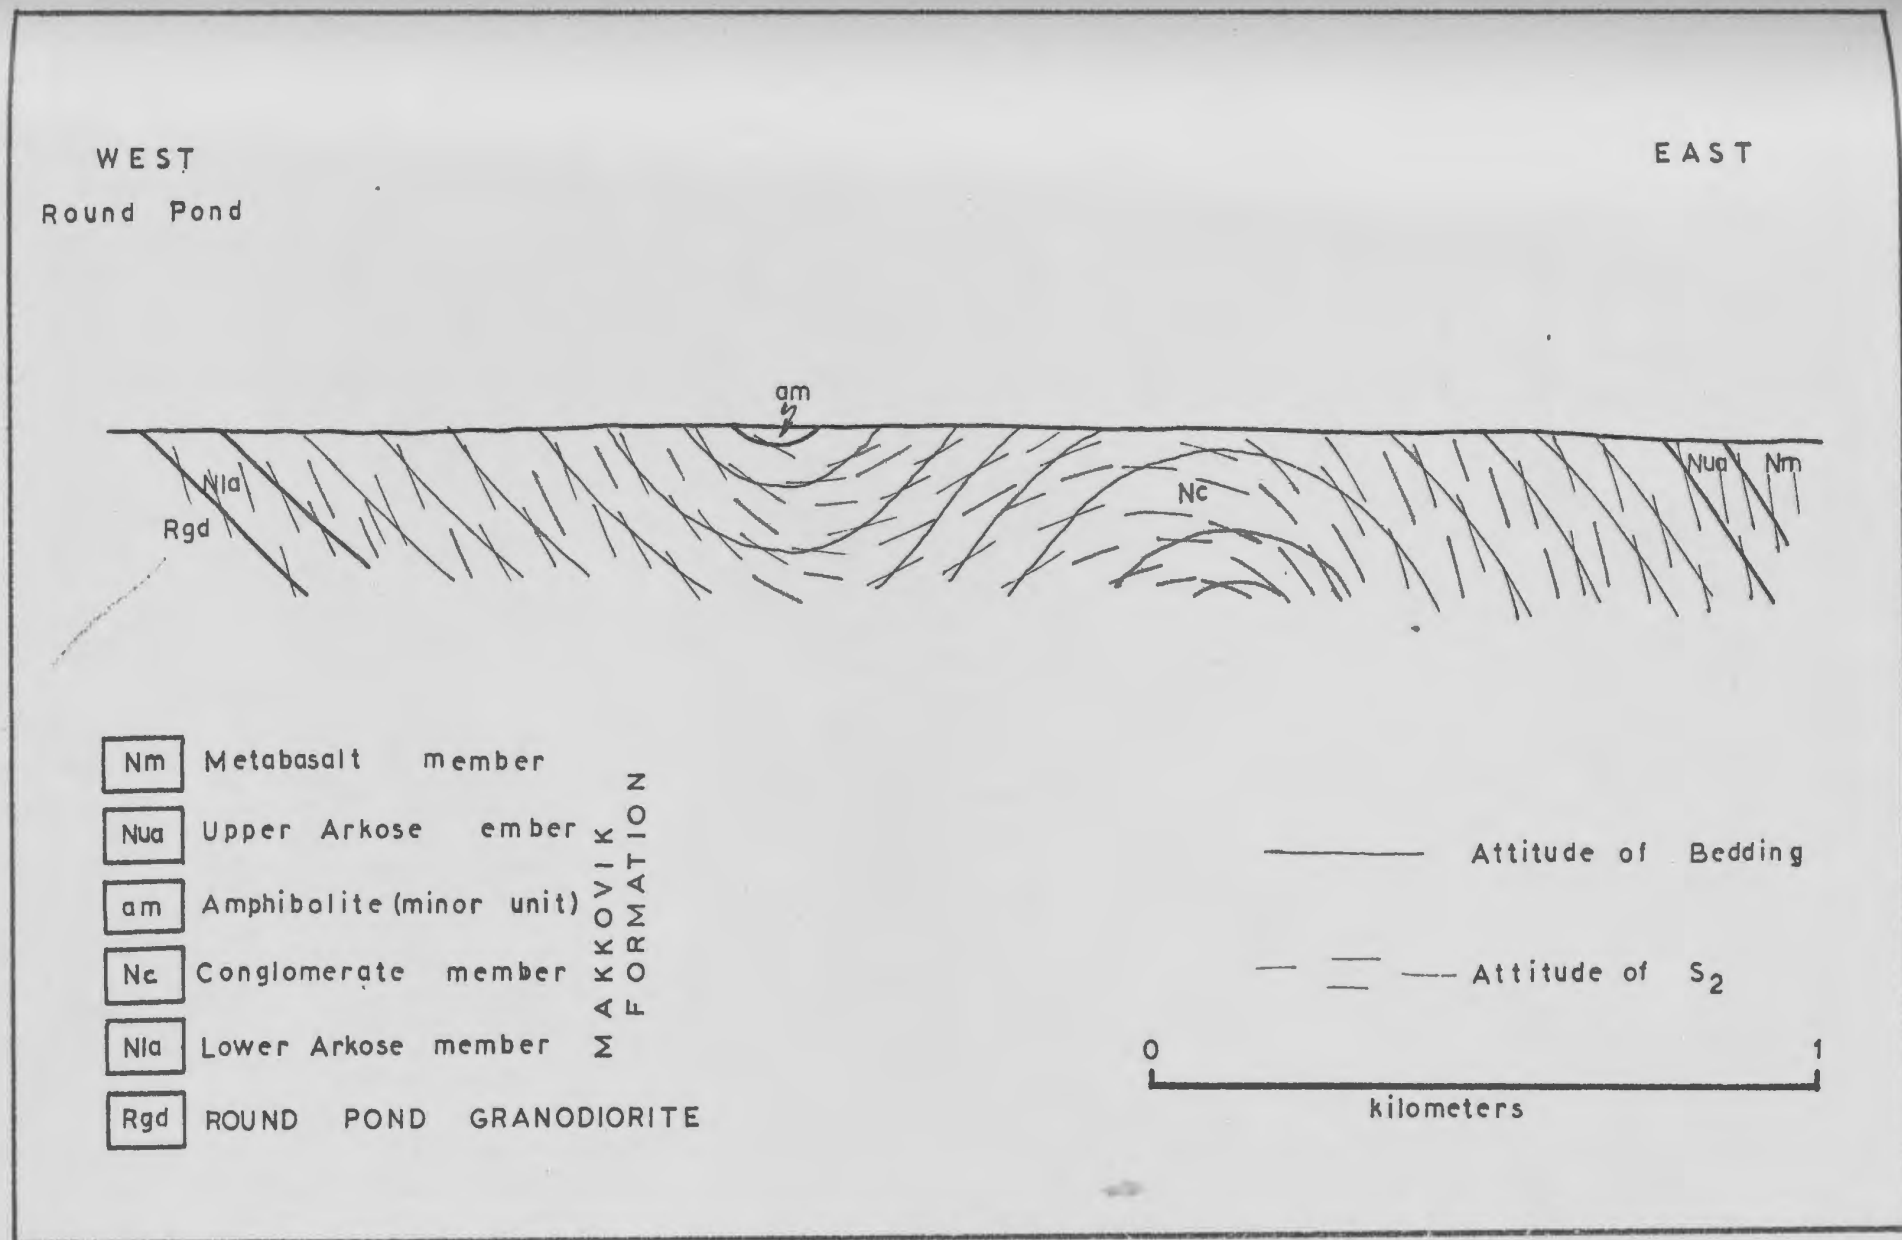 WEST
EAST
Round Pond
am
Nla
Rgd
Nc
Nua
Nm
Nm Metabasalt member
Nua Upper Arkose ember
am Amphibolite (minor unit)
Nc Conglomerate member
Nla Lower Arkose member
MAKKOVIK
FORMATION
Rgd ROUND POND GRANODIORITE
Attitude of Bedding
Attitude of S2
0 1
kilometers